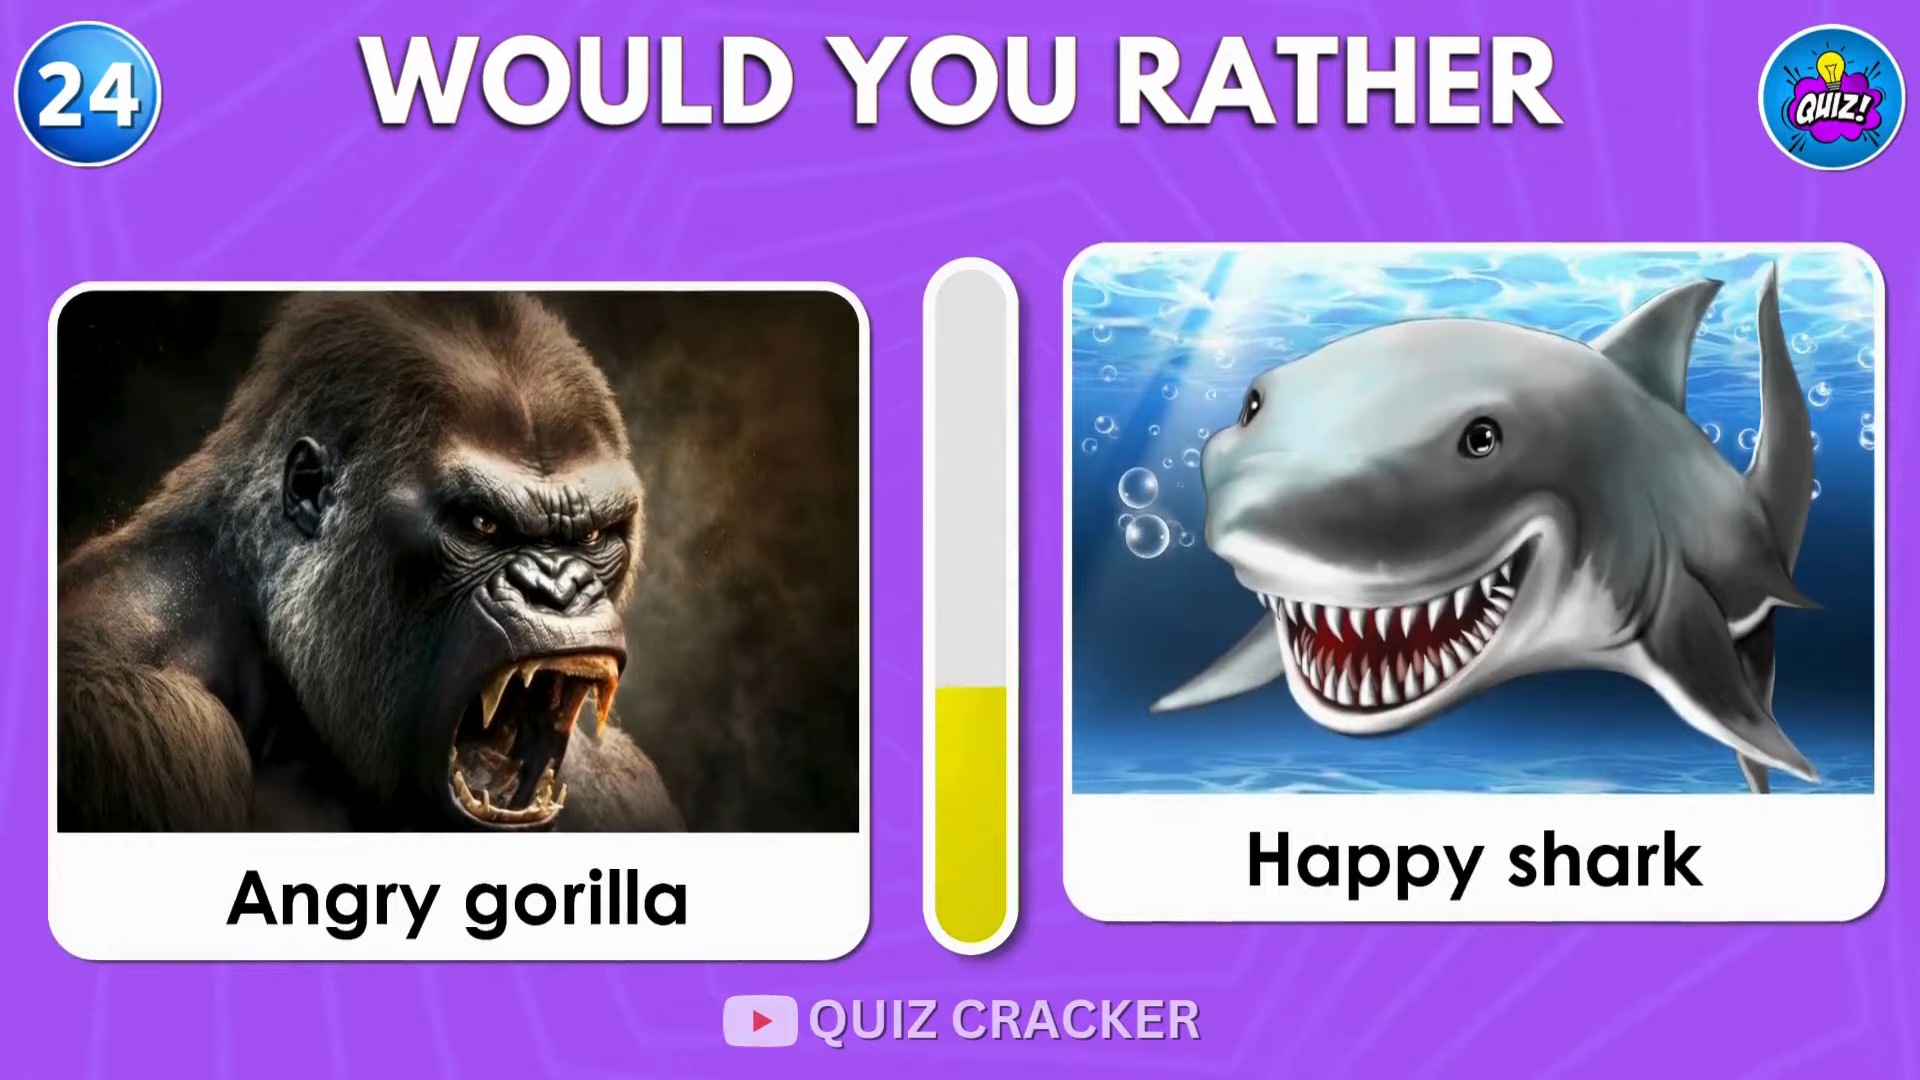 24
WOULD YOU RATHER
QUIZ!
Angry gorilla
Happy shark
QUIZ CRACKER